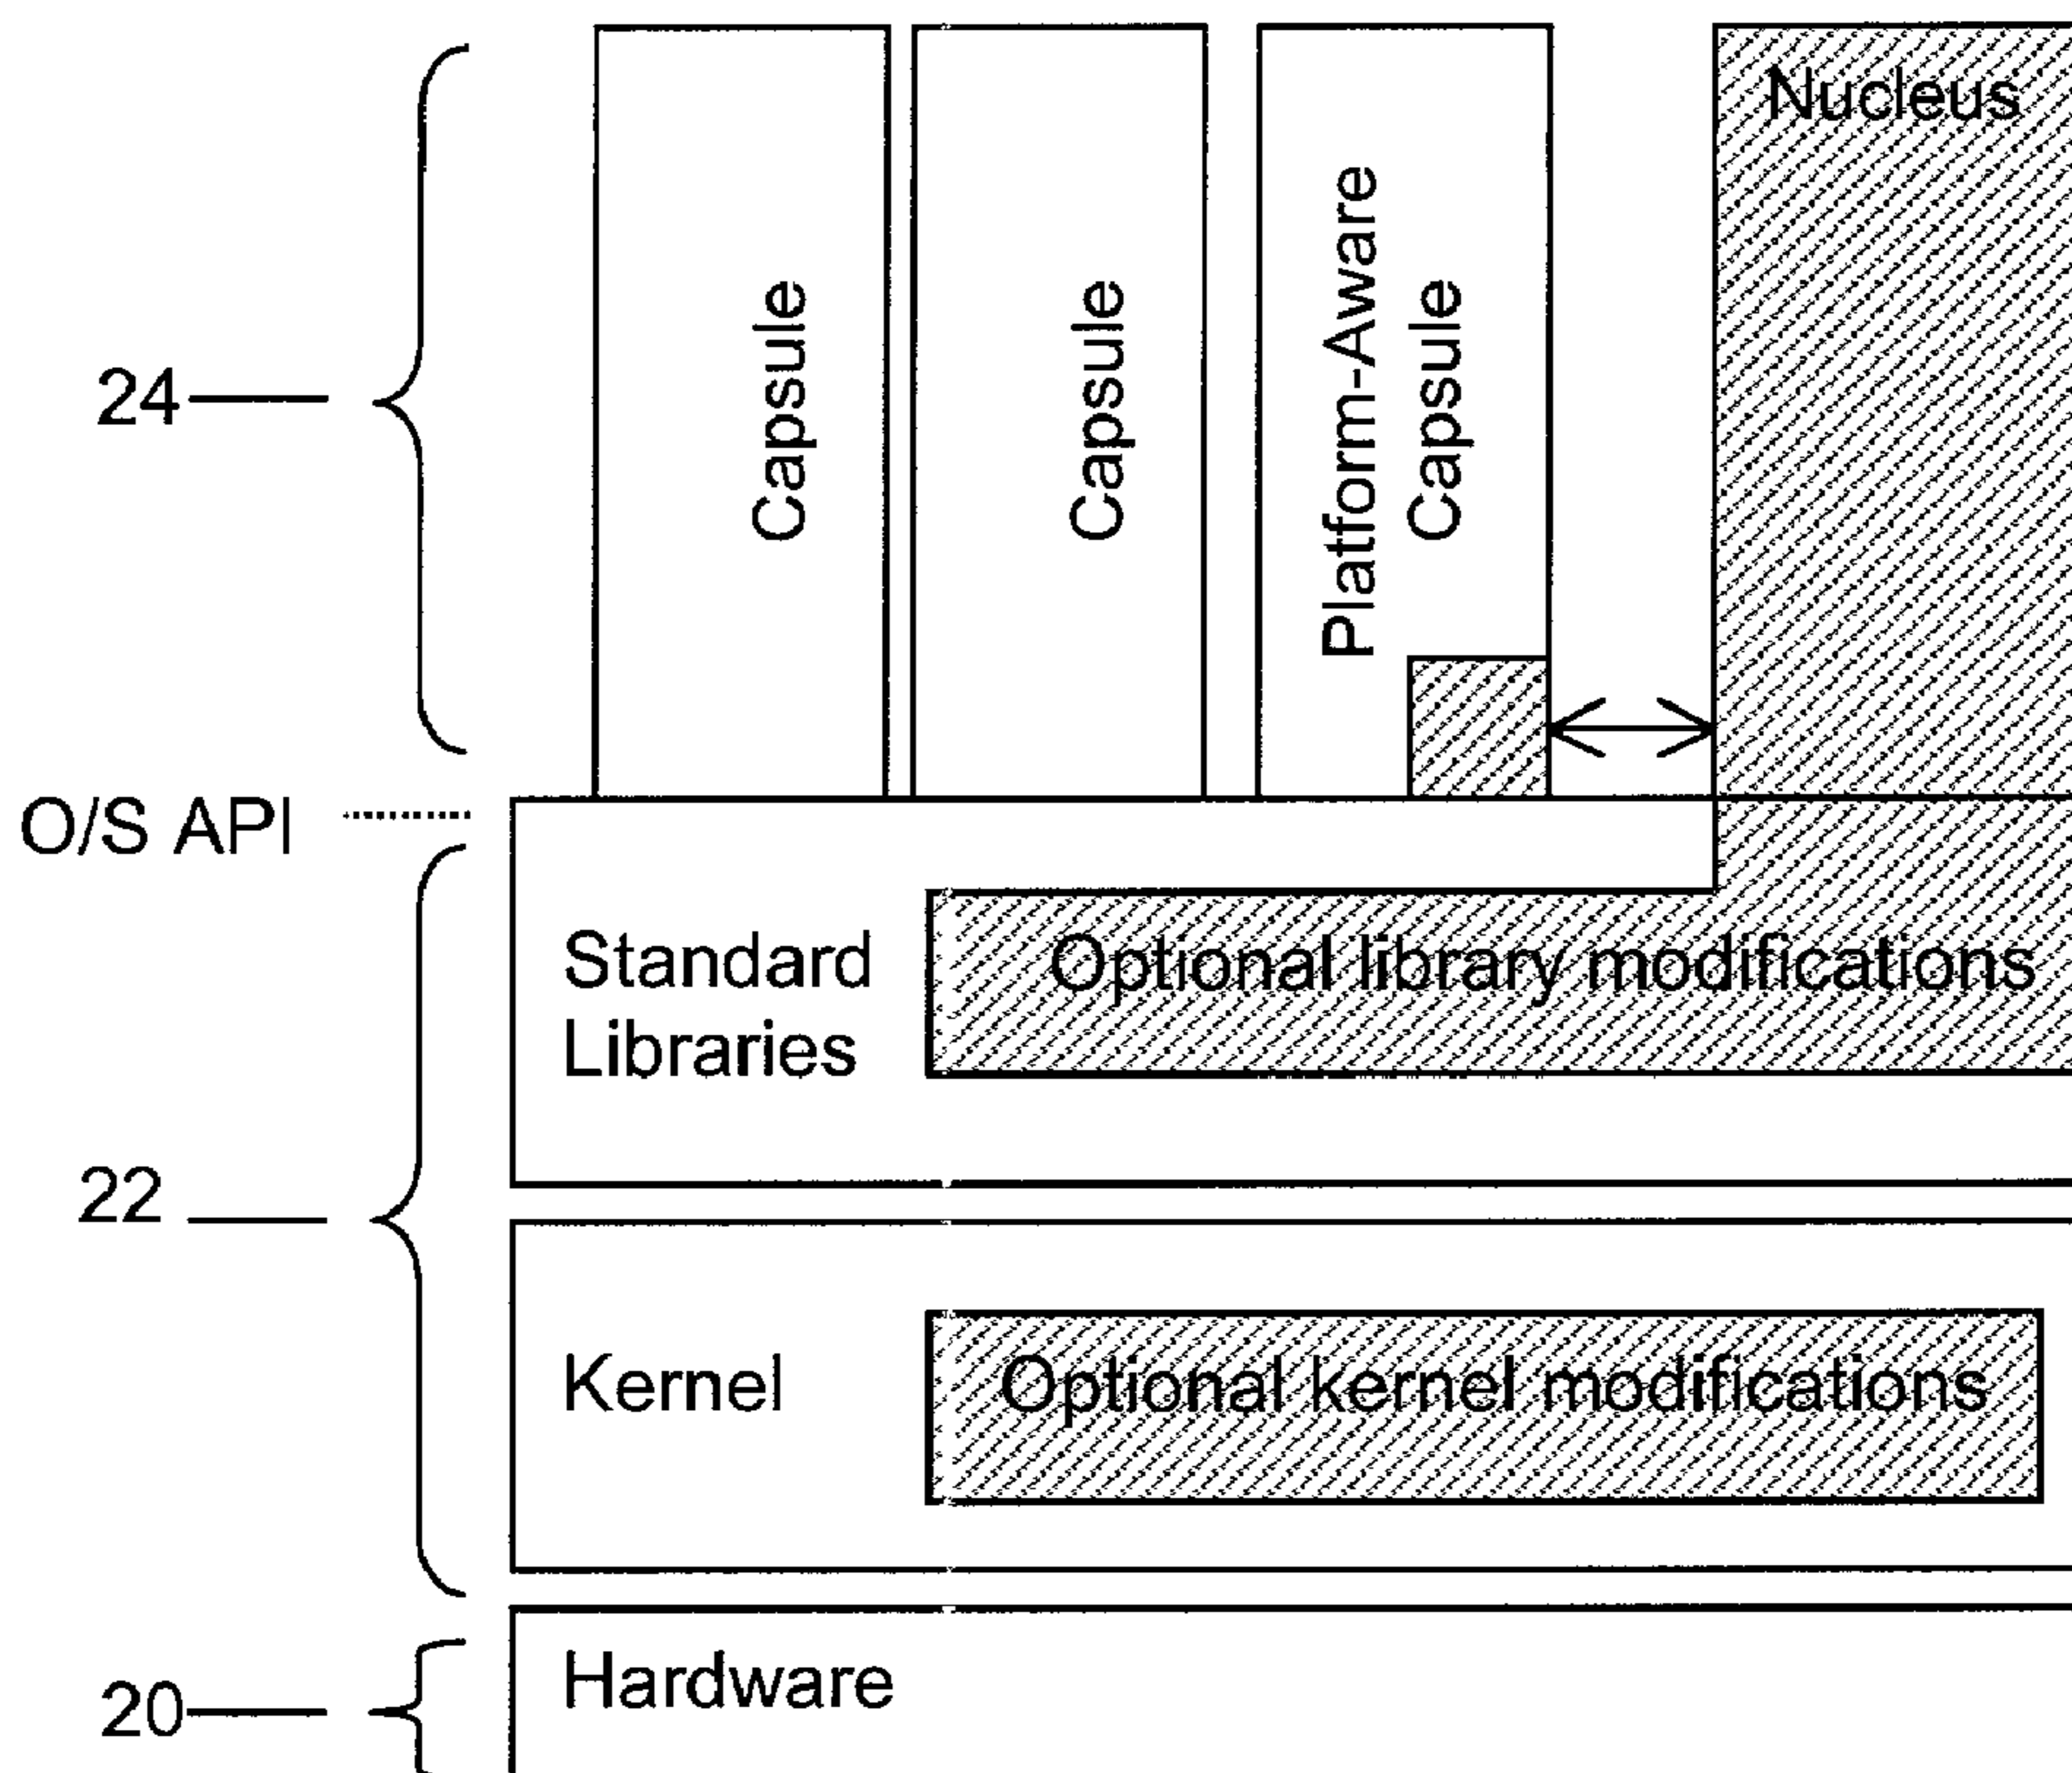 Nucleus
Capsule
Capsule
Platform-Aware
Capsule
24
O/S API
Standard
Libraries
Optional library modifications
22
Kernel
Optional kernel modifications
Hardware
20